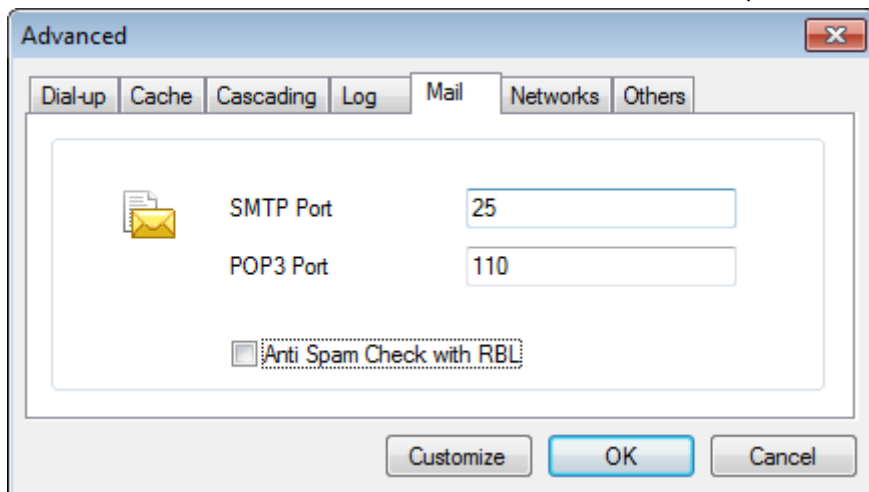 Advanced
Dial-up Cache Cascading Log Mail Networks Others
SMTP Port 25
POP3 Port 110
Anti Spam Check with RBL
Customize OK Cancel